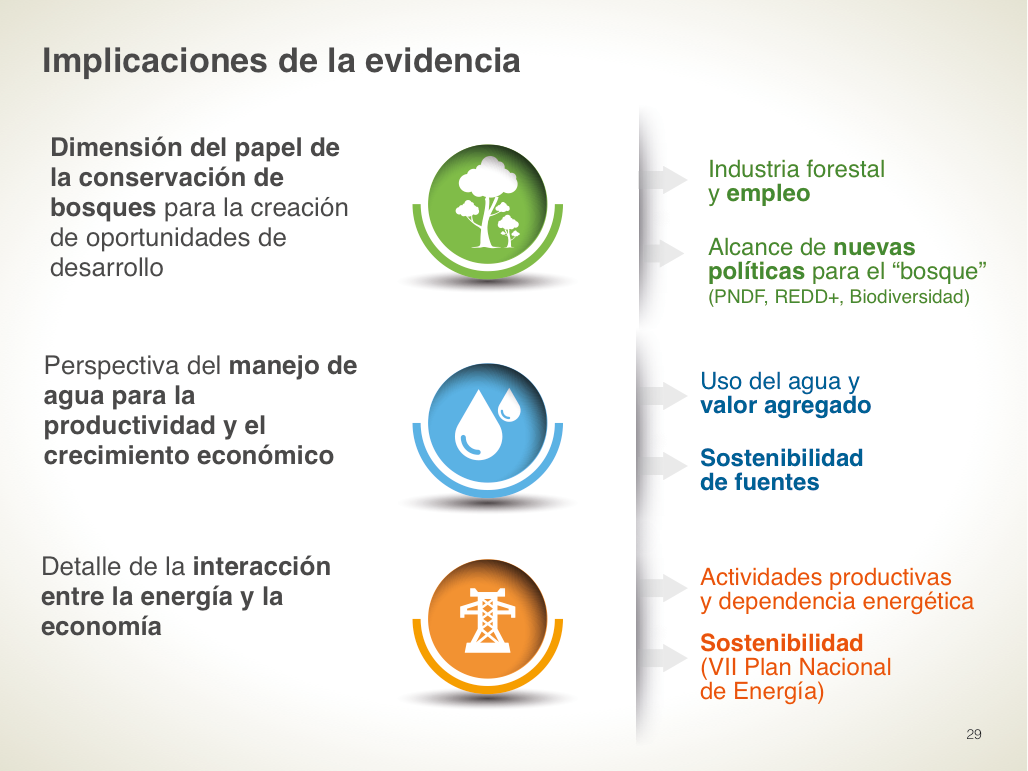 Implicaciones de la evidencia
Dimensión del papel de
la conservación de
bosques para la creación
de oportunidades de
desarrollo
Industria forestal
y empleo
Alcance de nuevas
políticas para el “bosque”
(PNDF, REDD+, Biodiversidad)
Perspectiva del manejo de
agua para la
productividad y el
crecimiento económico
Uso del agua y
valor agregado
Sostenibilidad
de fuentes
Detalle de la interacción
entre la energía y la
economía
Actividades productivas
y dependencia energética
Sostenibilidad
(VII Plan Nacional
de Energía)
29